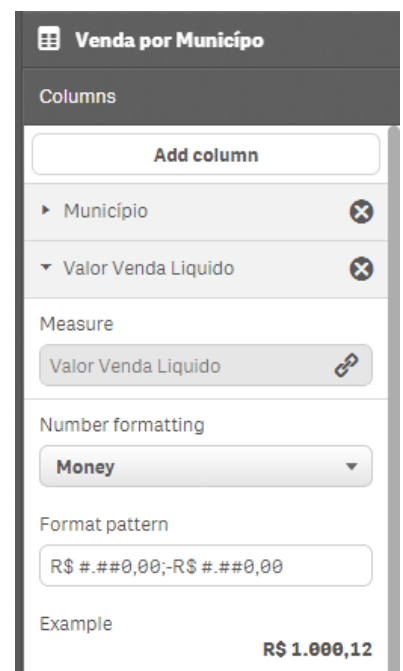 Venda por Municípo
Columns
Add column
Município
Valor Venda Liquido
Measure
Valor Venda Liquido
Number formatting
Money
Format pattern
R$ #.##0,00;-R$ #.##0,00
Example
R$ 1.000,12